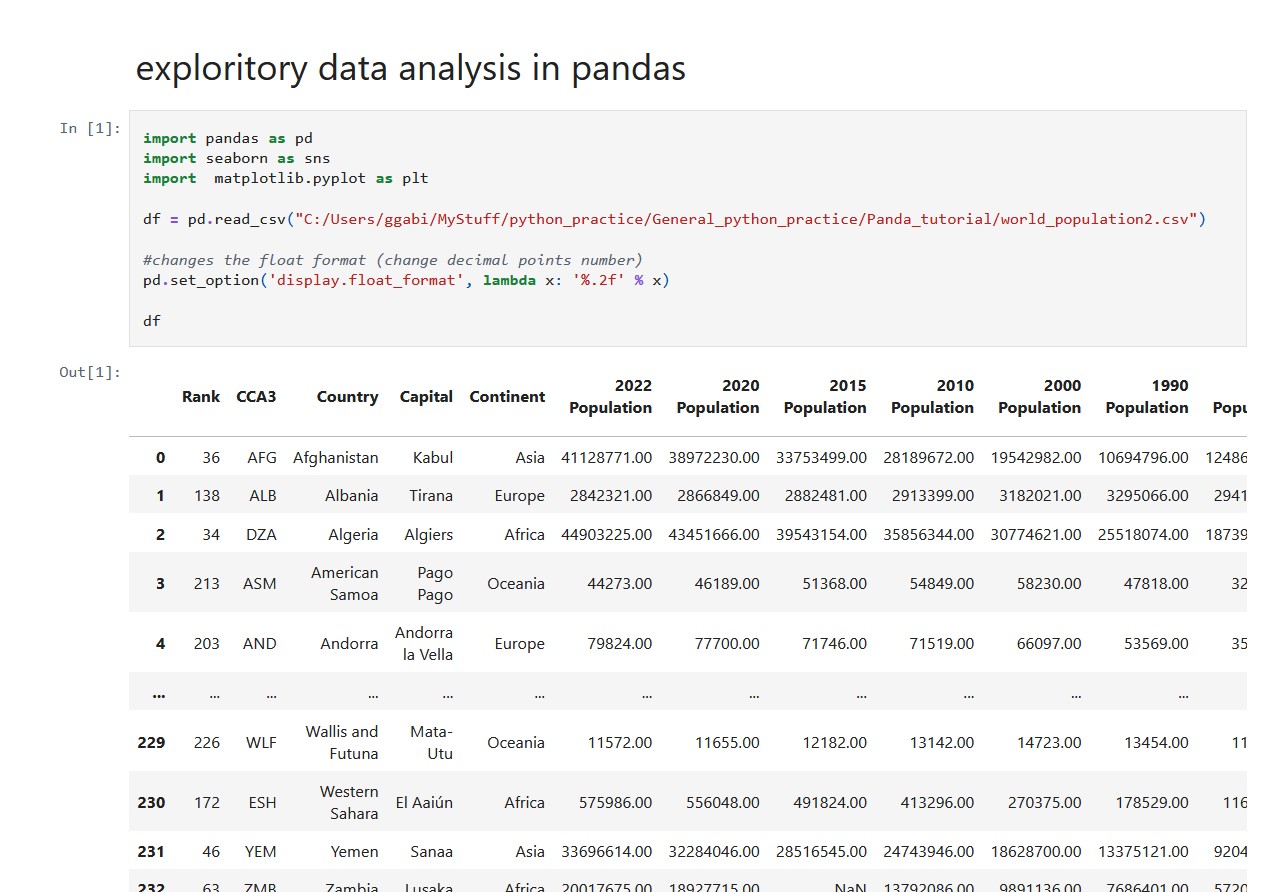 exploritory data analysis in pandas
In [1]:
import pandas as pd
import seaborn as sns
import  matplotlib.pyplot as plt
df = pd.read_csv("C:/Users/ggabi/MyStuff/python_practice/General_python_practice/Panda_tutorial/world_population2.csv")
#changes the float format (change decimal points number)
pd.set_option('display.float_format', lambda x: '%.2f' % x)
df
Out[1]:
Rank CCA3 Country Capital Continent 2022 Population 2020 Population 2015 Population 2010 Population 2000 Population 1990 Population Popu
0 36 AFG Afghanistan Kabul Asia 41128771.00 38972230.00 33753499.00 28189672.00 19542982.00 10694796.00 12486
1 138 ALB Albania Tirana Europe 2842321.00 2866849.00 2882481.00 2913399.00 3182021.00 3295066.00 2941
2 34 DZA Algeria Algiers Africa 44903225.00 43451666.00 39543154.00 35856344.00 30774621.00 25518074.00 18739
3 213 ASM American Samoa Pago Pago Oceania 44273.00 46189.00 51368.00 54849.00 58230.00 47818.00 32
4 203 AND Andorra Andorra la Vella Europe 79824.00 77700.00 71746.00 71519.00 66097.00 53569.00 35
... ... ... ... ... ... ... ... ... ... ... ...
229 226 WLF Wallis and Futuna Mata-Utu Oceania 11572.00 11655.00 12182.00 13142.00 14723.00 13454.00 11
230 172 ESH Western Sahara El Aaiún Africa 575986.00 556048.00 491824.00 413296.00 270375.00 178529.00 116
231 46 YEM Yemen Sanaa Asia 33696614.00 32284046.00 28516545.00 24743946.00 18628700.00 13375121.00 9204
232 63 ZMB Zambia Lusaka Africa 20017675.00 18927715.00 NaN 13792086.00 9891136.00 7686401.00 5720